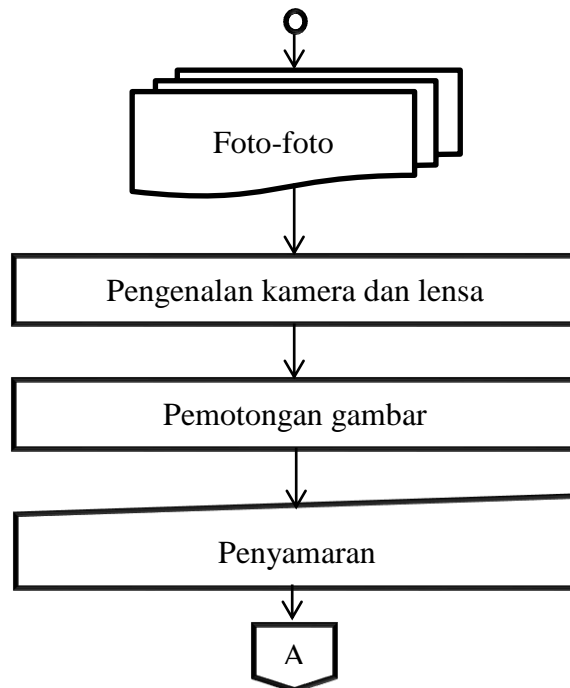 Foto-foto
Pengenalan kamera dan lensa
Pemotongan gambar
Penyamaran
A